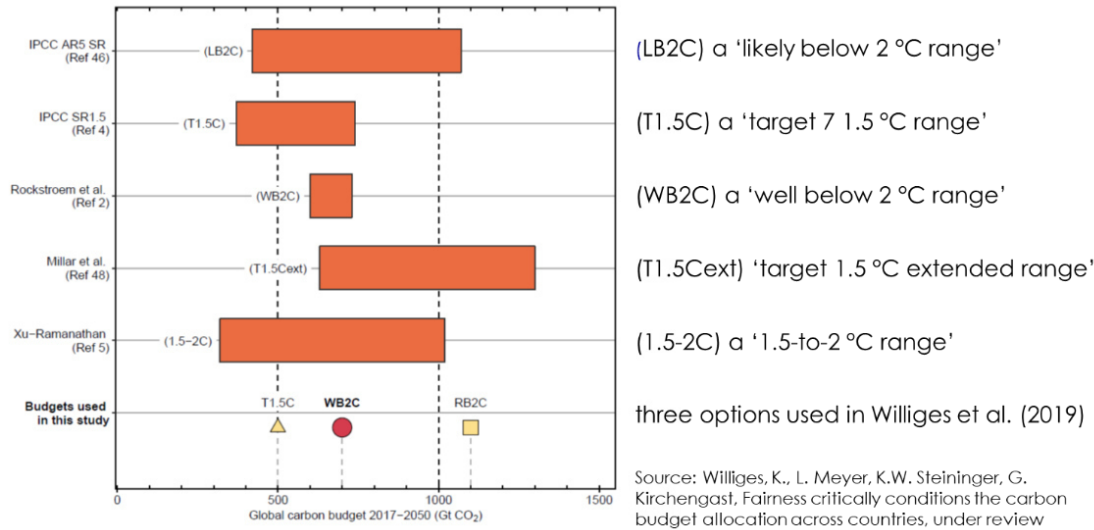 IPCC AR5 SR
(Ref 46)
(LB2C)
(LB2C) a ‘likely below 2 °C range’
IPCC SR1.5
(Ref 4)
(T1.5C)
(T1.5C) a ‘target 7 1.5 °C range’
Rockstroem et al.
(Ref 2)
(WB2C)
(WB2C) a ‘well below 2 °C range’
Millar et al.
(Ref 48)
(T1.5Cext)
(T1.5Cext) ‘target 1.5 °C extended range’
Xu−Ramanathan
(Ref 5)
(1.5−2C)
(1.5-2C) a ‘1.5-to-2 °C range’
Budgets used
in this study
T1.5C
WB2C
RB2C
three options used in Williges et al. (2019)
0
500
1000
1500
Global carbon budget 2017−2050 (Gt CO₂)
Source: Williges, K., L. Meyer, K.W. Steininger, G.
Kirchengast, Fairness critically conditions the carbon
budget allocation across countries, under review